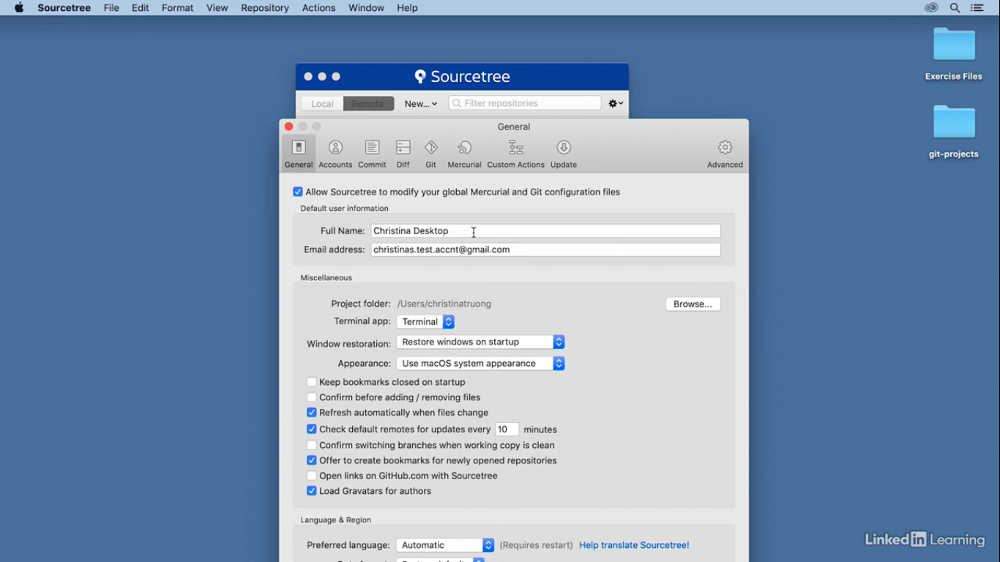 Sourcetree File Edit Format View Repository Actions Window Help
Exercise Files
git-projects
Sourcetree
Local Remote New... Filter repositories
General
General Accounts Commit Diff Git Mercurial Custom Actions Update Advanced
Allow Sourcetree to modify your global Mercurial and Git configuration files
Default user information
Full Name: Christina Desktop
Email address: christinas.test.accnt@gmail.com
Miscellaneous
Project folder: /Users/christinatruong Browse...
Terminal app: Terminal
Window restoration: Restore windows on startup
Appearance: Use macOS system appearance
Keep bookmarks closed on startup
Confirm before adding / removing files
Refresh automatically when files change
Check default remotes for updates every 10 minutes
Confirm switching branches when working copy is clean
Offer to create bookmarks for newly opened repositories
Open links on GitHub.com with Sourcetree
Load Gravatars for authors
Language & Region
Preferred language: Automatic (Requires restart) Help translate Sourcetree!
Linked in Learning